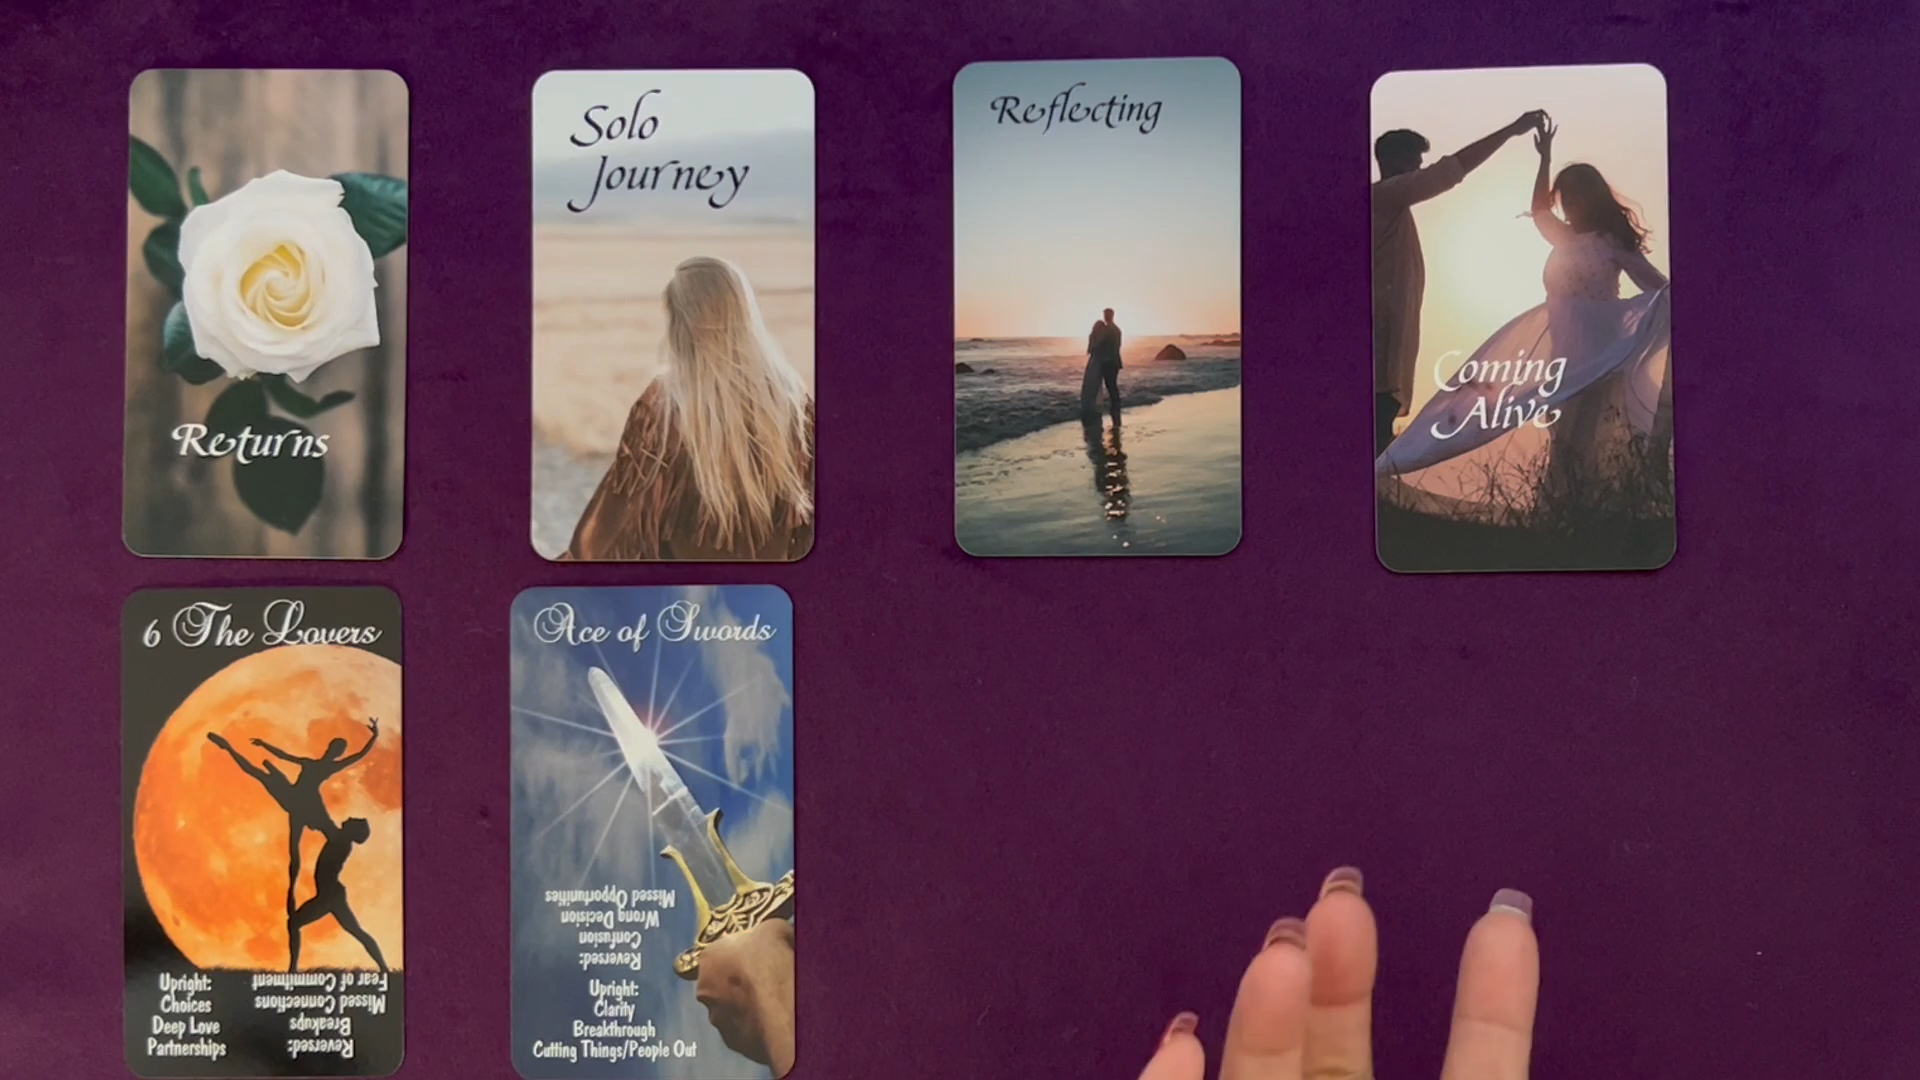 Returns
Solo
Journey
Reflecting
Coming
Alive
6 The Lovers
Upright:
Choices
Deep Love
Partnerships
Reversed:
Breakups
Missed Connections
Fear of Commitment
Ace of Swords
Reversed:
Confusion
Wrong Decision
Missed Opportunities
Upright:
Clarity
Breakthrough
Cutting Things/People Out